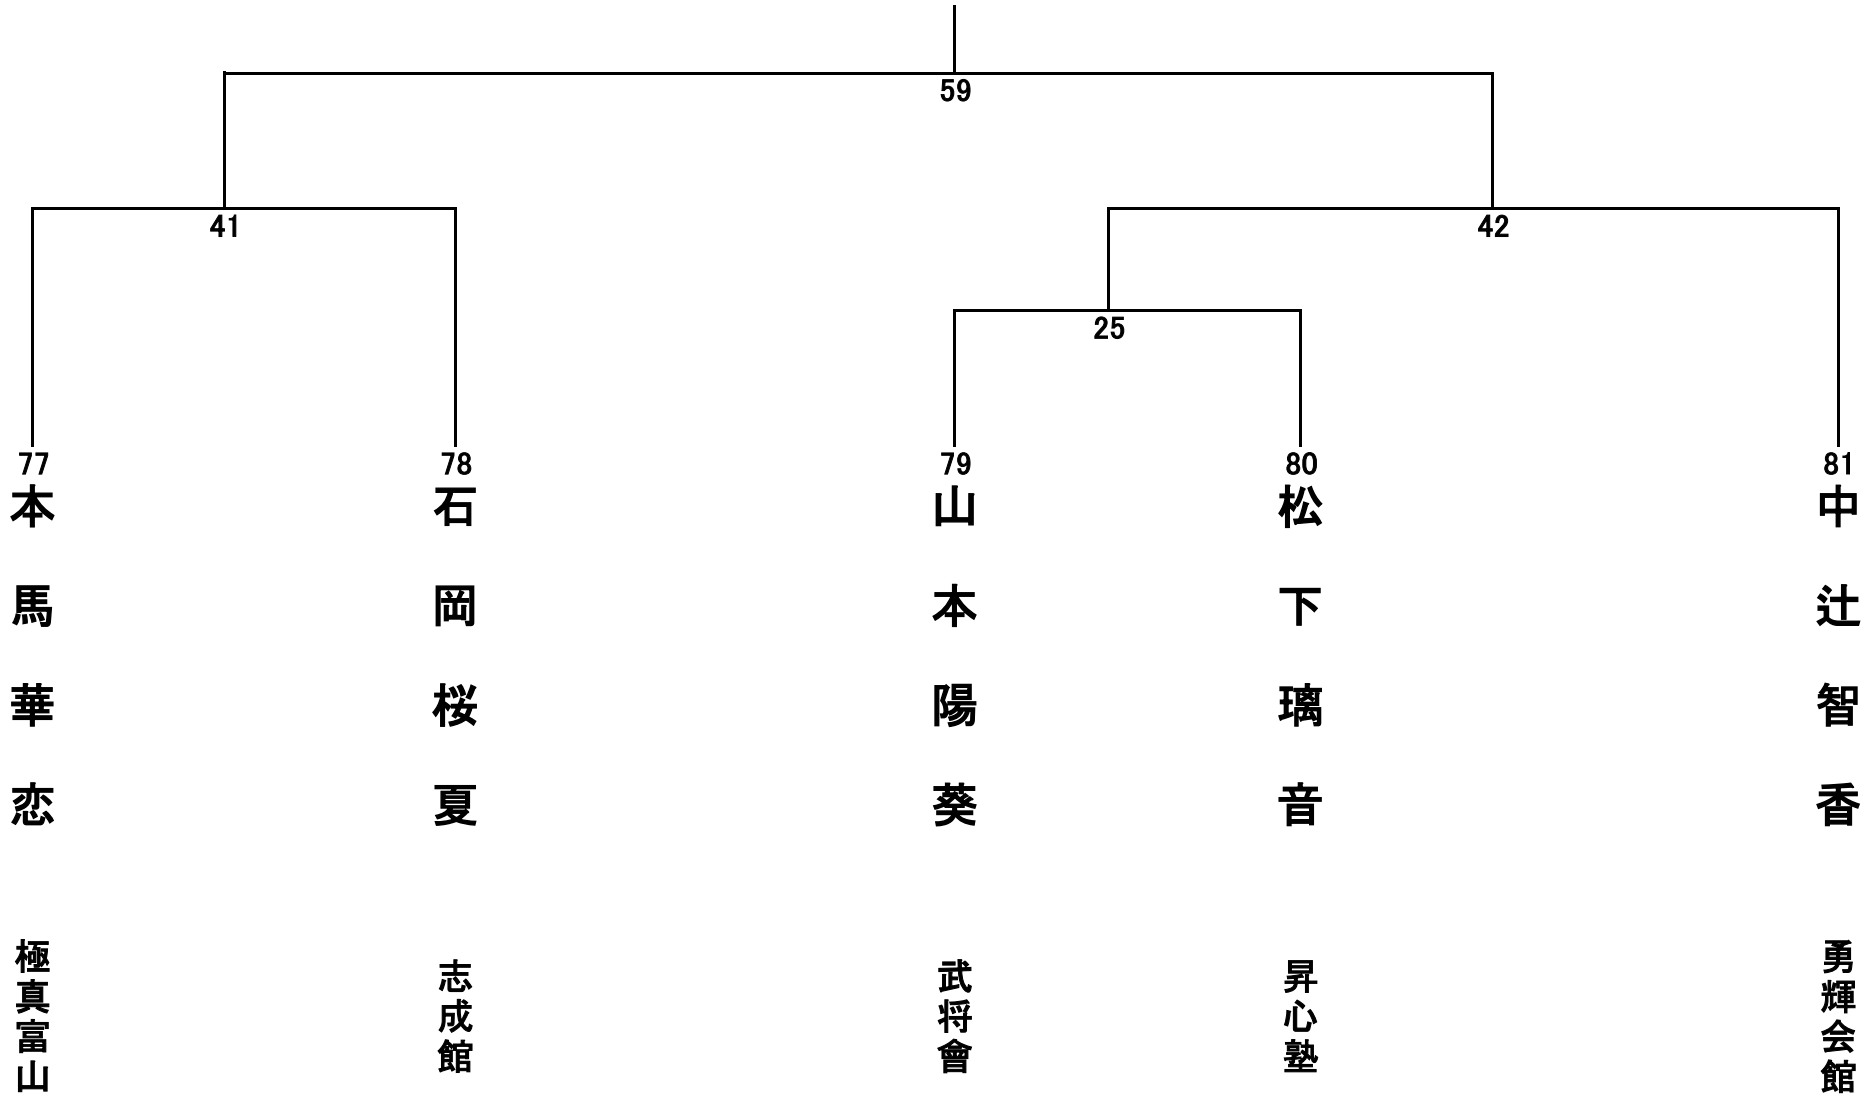 59
41
42
25
77
本馬華恋
極真富山
78
石岡桜夏
志成館
79
山本陽葵
武将會
80
松下璃音
昇心塾
81
中辻智香
勇輝会館